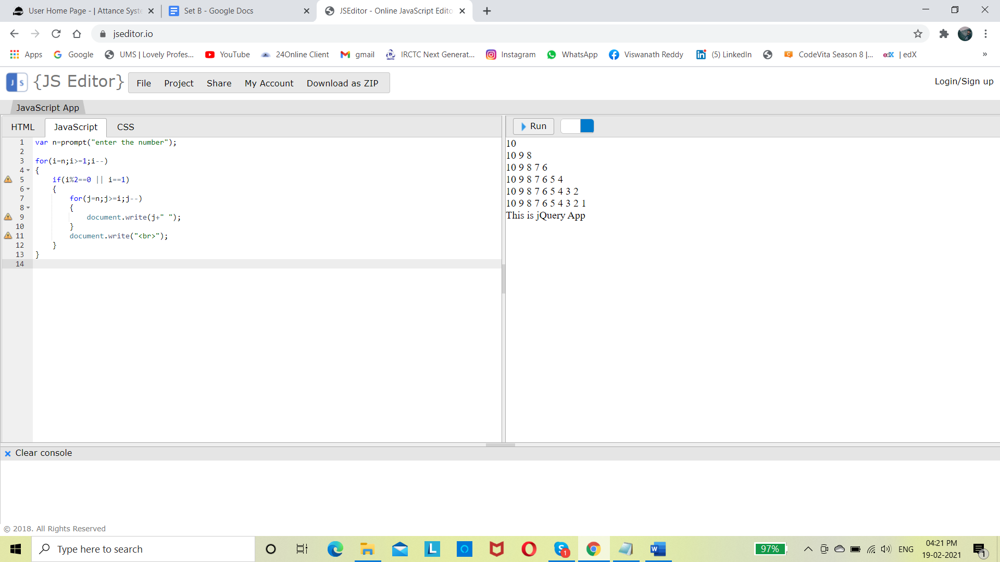 User Home Page - | Attance Syste
Set B - Google Docs
JSEditor - Online JavaScript Edito
jseditor.io
Apps Google UMS | Lovely Profes... YouTube 24Online Client gmail IRCTC Next Generat... Instagram WhatsApp Viswanath Reddy (5) LinkedIn CodeVita Season 8 |... edX | edX »
JS {JS Editor} File Project Share My Account Download as ZIP Login/Sign up
JavaScript App
HTML JavaScript CSS Run
1 var n=prompt("enter the number");
2
3 for(i=n;i>=1;i--)
4 {
5 if(i%2==0 || i==1)
6 {
7 for(j=n;j>=i;j--)
8 {
9 document.write(j+" ");
10 }
11 document.write("<br>");
12 }
13 }
14
10
10 9 8
10 9 8 7 6
10 9 8 7 6 5 4
10 9 8 7 6 5 4 3 2
10 9 8 7 6 5 4 3 2 1
This is jQuery App
Clear console
© 2018. All Rights Reserved
Type here to search
L
1
W
97%
ENG
04:21 PM
19-02-2021
1